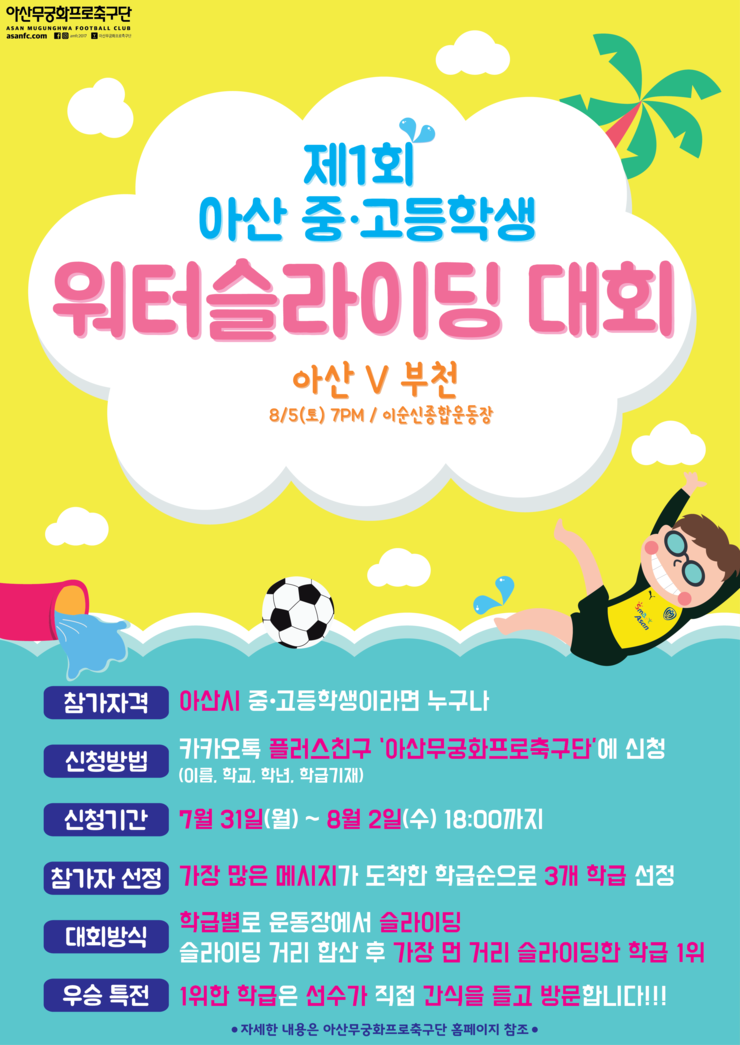 아산무궁화프로축구단
ASAN MUGUNGHWA FOOTBALL CLUB
asanfc.com 아산무궁화프로축구단
제1회
아산 중·고등학생
워터슬라이딩 대회
아산 V 부천
8/5(토) 7PM / 이순신종합운동장
Smart
Asan
참가자격 아산시 중·고등학생이라면 누구나
신청방법 카카오톡 플러스친구 '아산무궁화프로축구단'에 신청
(이름, 학교, 학년, 학급기재)
신청기간 7월 31일(월) ~ 8월 2일(수) 18:00까지
참가자 선정 가장 많은 메시지가 도착한 학급순으로 3개 학급 선정
대회방식 학급별로 운동장에서 슬라이딩
슬라이딩 거리 합산 후 가장 먼 거리 슬라이딩한 학급 1위
우승 특전 1위한 학급은 선수가 직접 간식을 들고 방문합니다!!!
•자세한 내용은 아산무궁화프로축구단 홈페이지 참조•